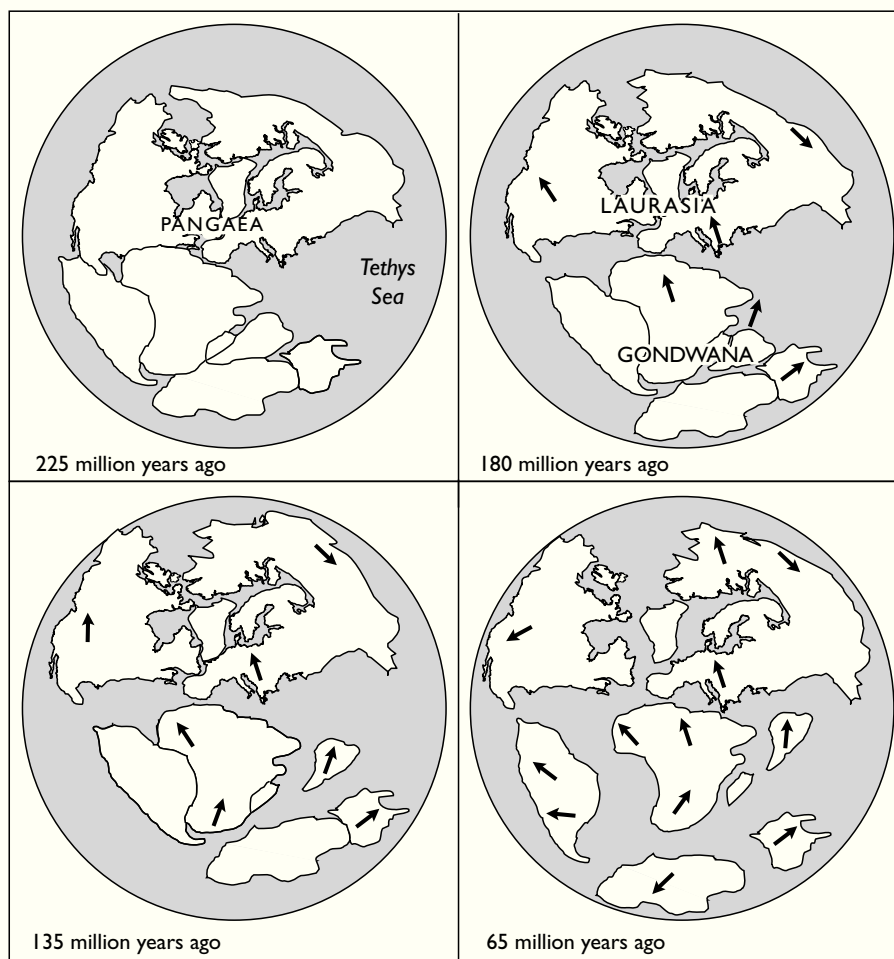 PANGAEA
Tethys
Sea
225 million years ago
LAURASIA
GONDWANA
180 million years ago
135 million years ago
65 million years ago